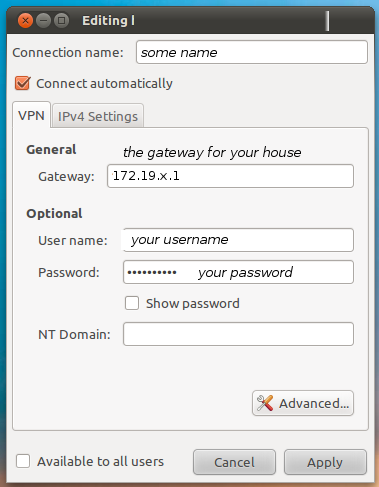 Editing l
Connection name: some name
Connect automatically
VPN IPv4 Settings
General
the gateway for your house
Gateway: 172.19.x.1
Optional
User name: your username
Password: •••••••••• your password
Show password
NT Domain:
Advanced...
Available to all users Cancel Apply